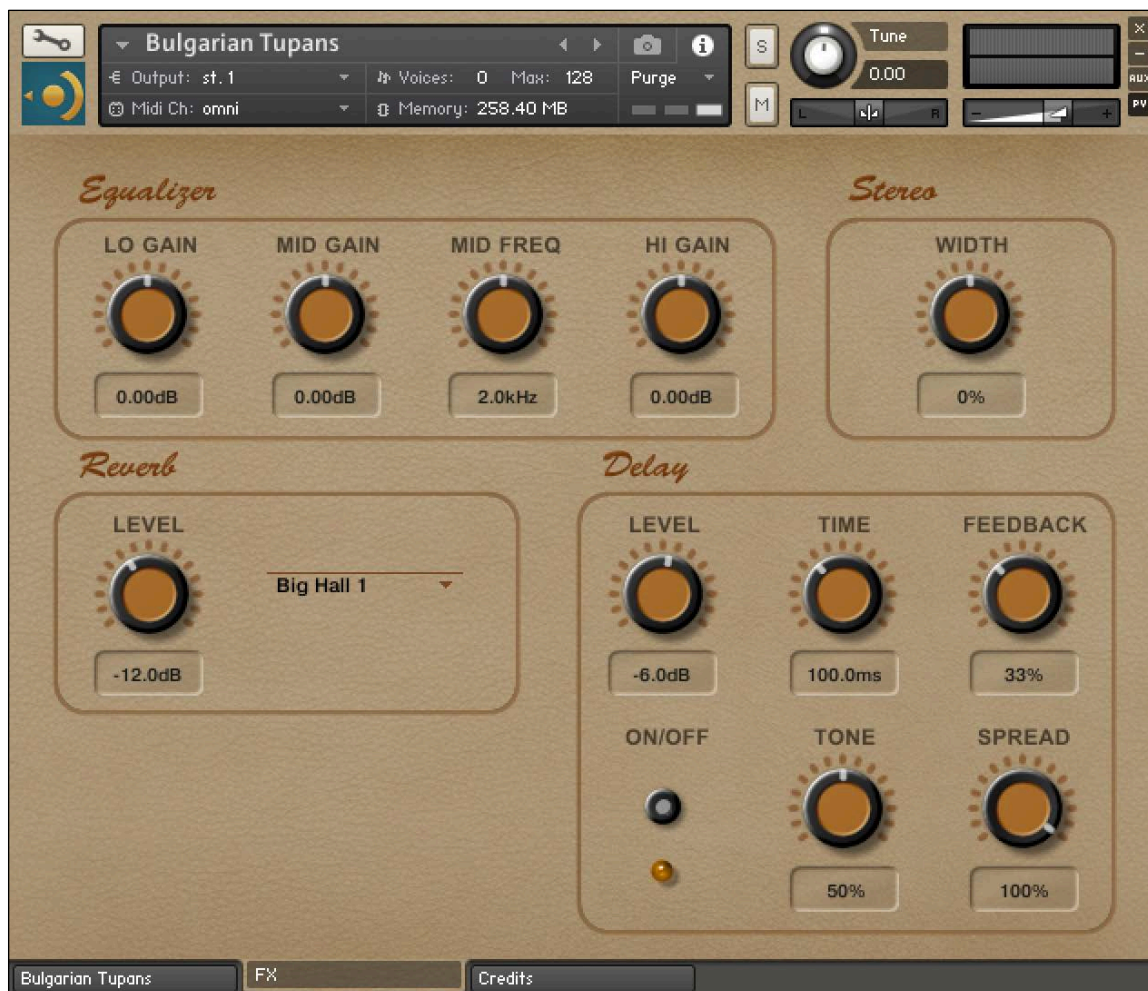 Bulgarian Tupans
i
S
Tune
Output: st. 1
Voices: 0 Max: 128
Purge
0.00
Midi Ch: omni
Memory: 258.40 MB
M
L R
- +
X
-
AUX
PV
Equalizer
LO GAIN MID GAIN MID FREQ HI GAIN
0.00dB 0.00dB 2.0kHz 0.00dB
Stereo
WIDTH
0%
Reverb
LEVEL
Big Hall 1
-12.0dB
Delay
LEVEL TIME FEEDBACK
-6.0dB 100.0ms 33%
ON/OFF TONE SPREAD
50% 100%
Bulgarian Tupans FX Credits